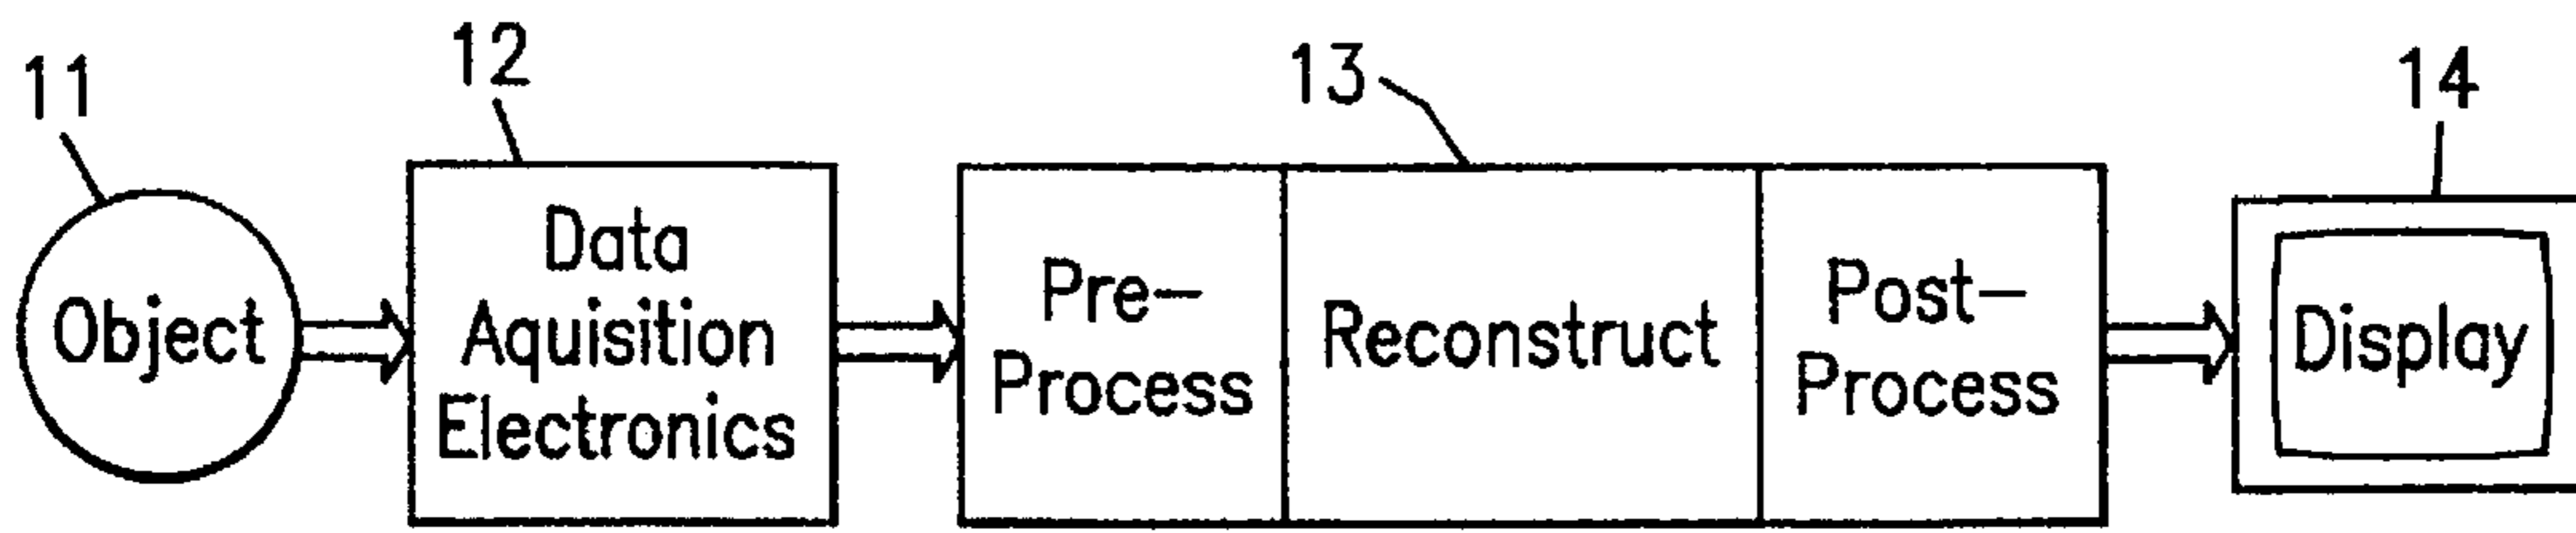 11
12
13
14
Object
Data
Aquisition
Electronics
Pre-
Process
Reconstruct
Post-
Process
Display